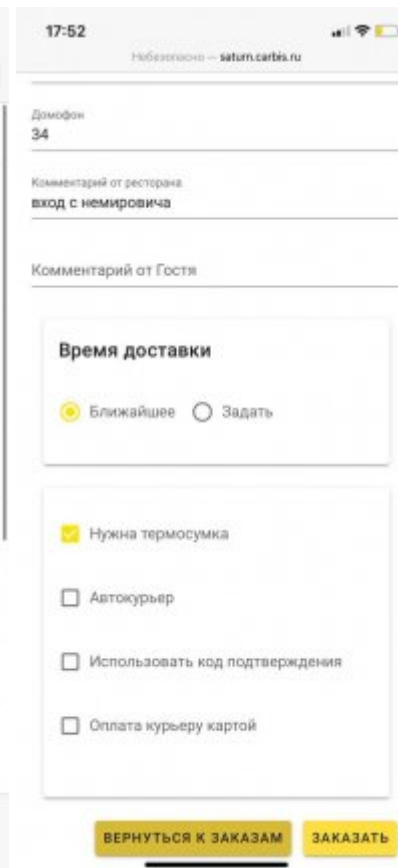 17:52
Небезопасно — saturn.carbis.ru
Домофон
34
Комментарий от ресторана
вход с немировича
Комментарий от Гостя
Время доставки
Ближайшее
Задать
Нужна термосумка
Автокурьер
Использовать код подтверждения
Оплата курьеру картой
ВЕРНУТЬСЯ К ЗАКАЗАМ
ЗАКАЗАТЬ